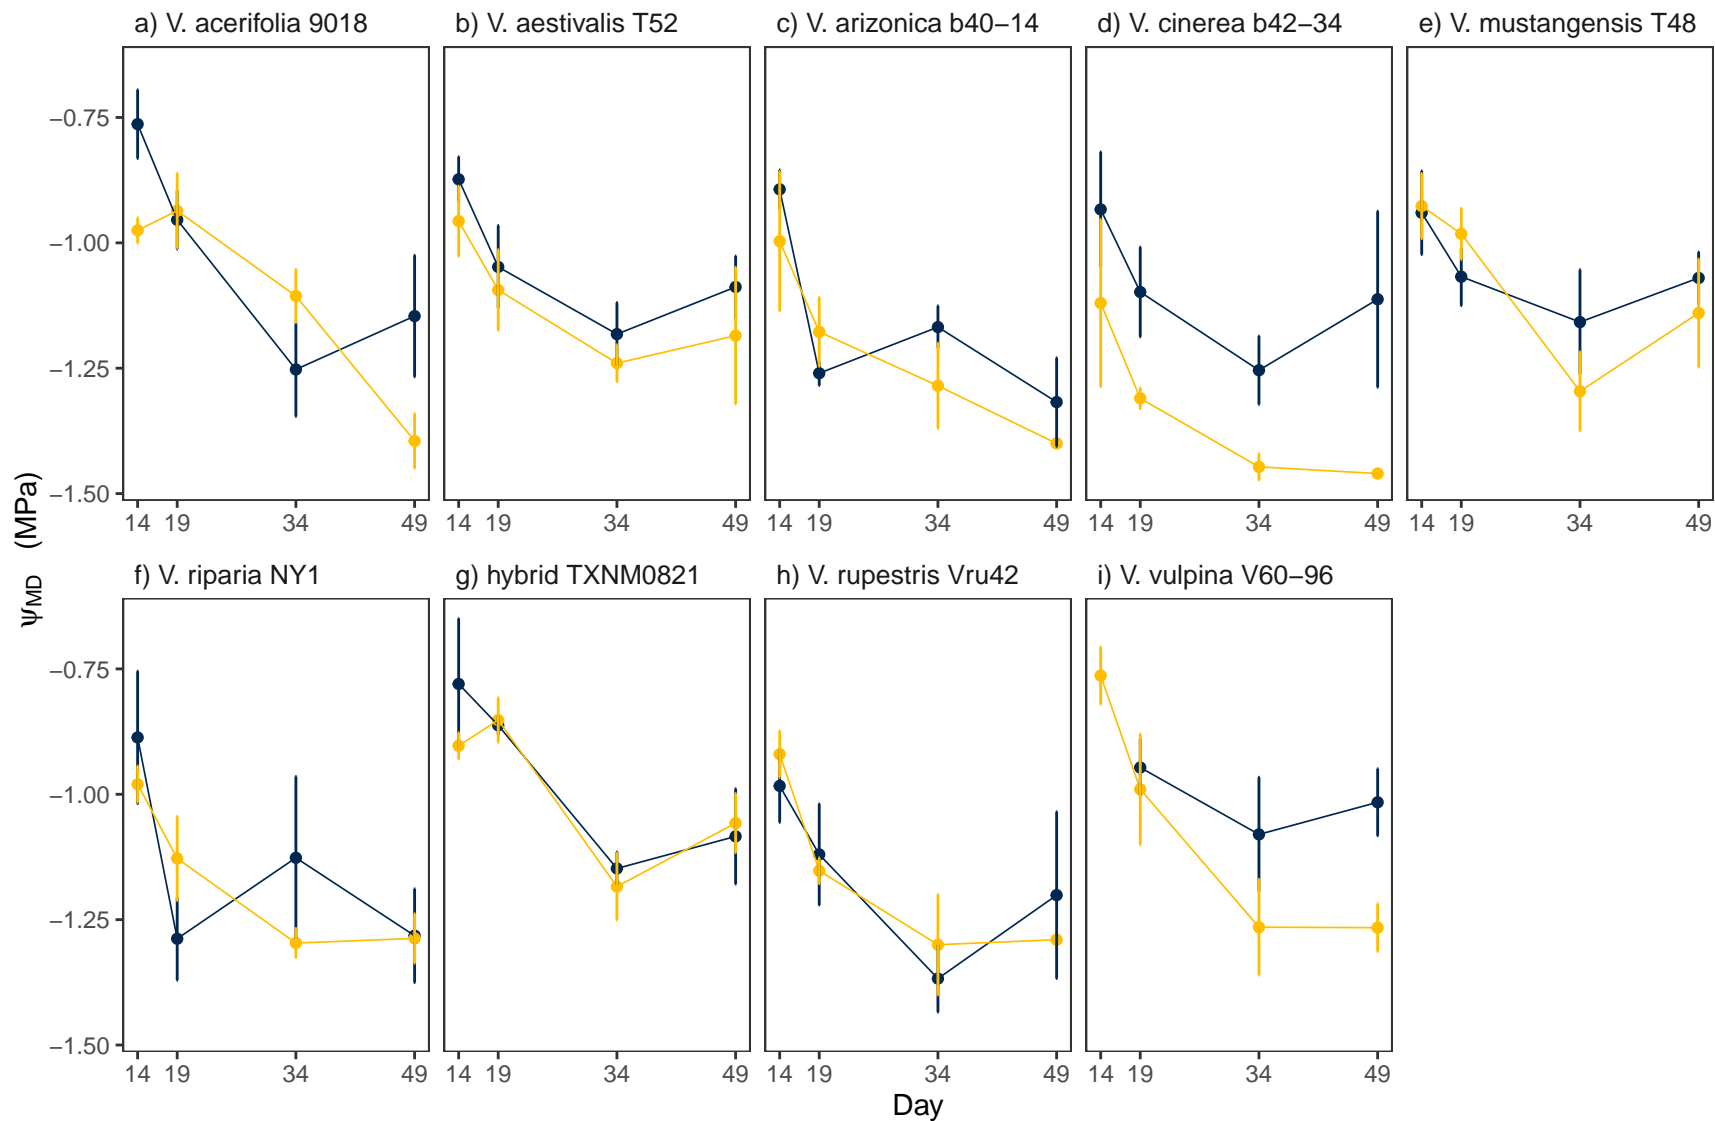 a) V. acerifolia 9018 b) V. aestivalis T52 c) V. arizonica b40−14 d) V. cinerea b42−34 e) V. mustangensis T48
−0.75
−1.00
−1.25
−1.50
14 19 34 49 14 19 34 49 14 19 34 49 14 19 34 49 14 19 34 49
ψMD (MPa)
f) V. riparia NY1 g) hybrid TXNM0821 h) V. rupestris Vru42 i) V. vulpina V60−96
−0.75
−1.00
−1.25
−1.50
14 19 34 49 14 19 34 49 14 19 34 49 14 19 34 49
Day